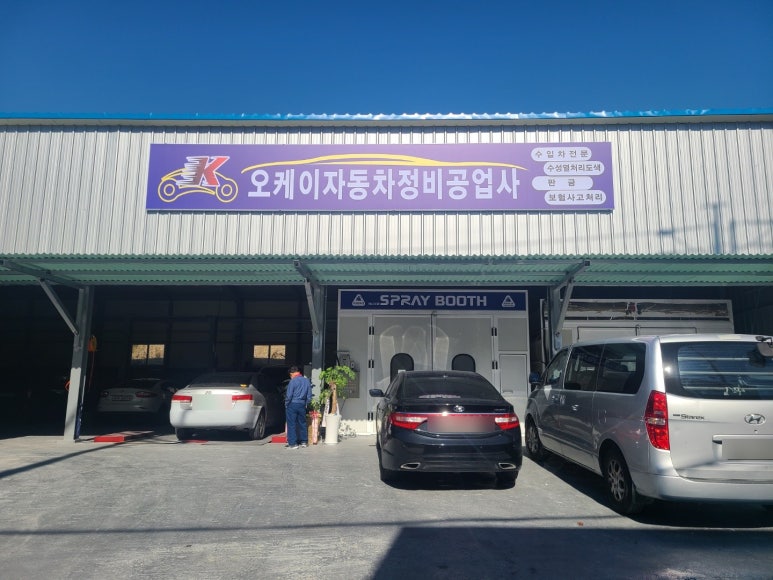 K 오케이자동차정비공업사
수입차전문
수성열처리도색
판금
보험사고처리
SPRAY BOOTH
Starex